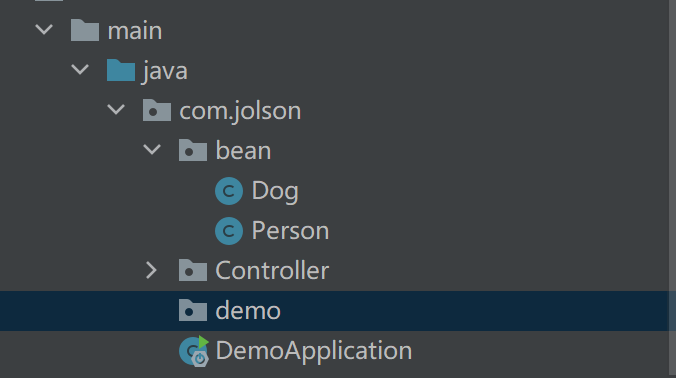 main
java
com.jolson
bean
Dog
Person
Controller
demo
DemoApplication